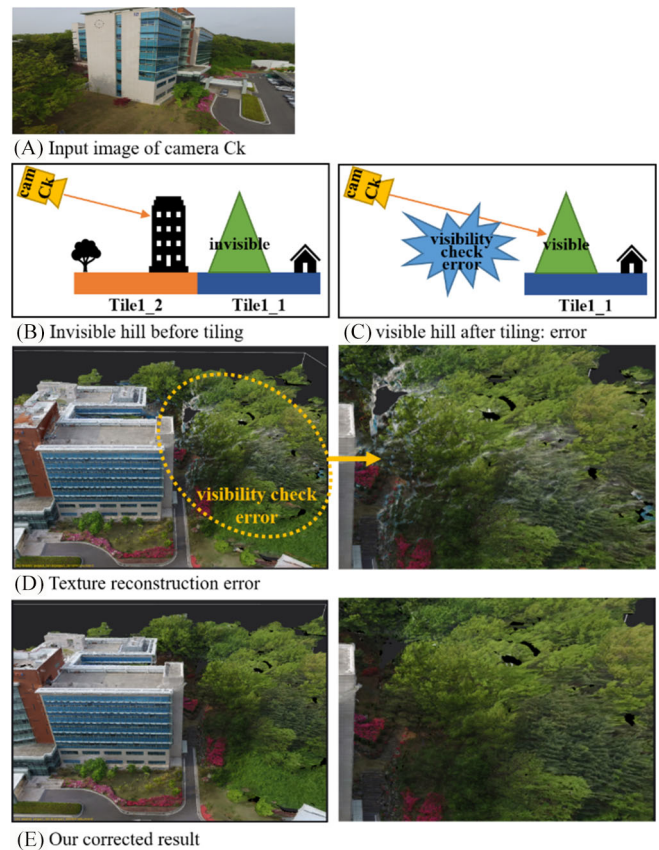 (A) Input image of camera Ck
cam
Ck
invisible
Tile1_2
Tile1_1
(B) Invisible hill before tiling
cam
Ck
visibility
check
error
visible
Tile1_1
(C) visible hill after tiling: error
visibility check
error
(D) Texture reconstruction error
(E) Our corrected result